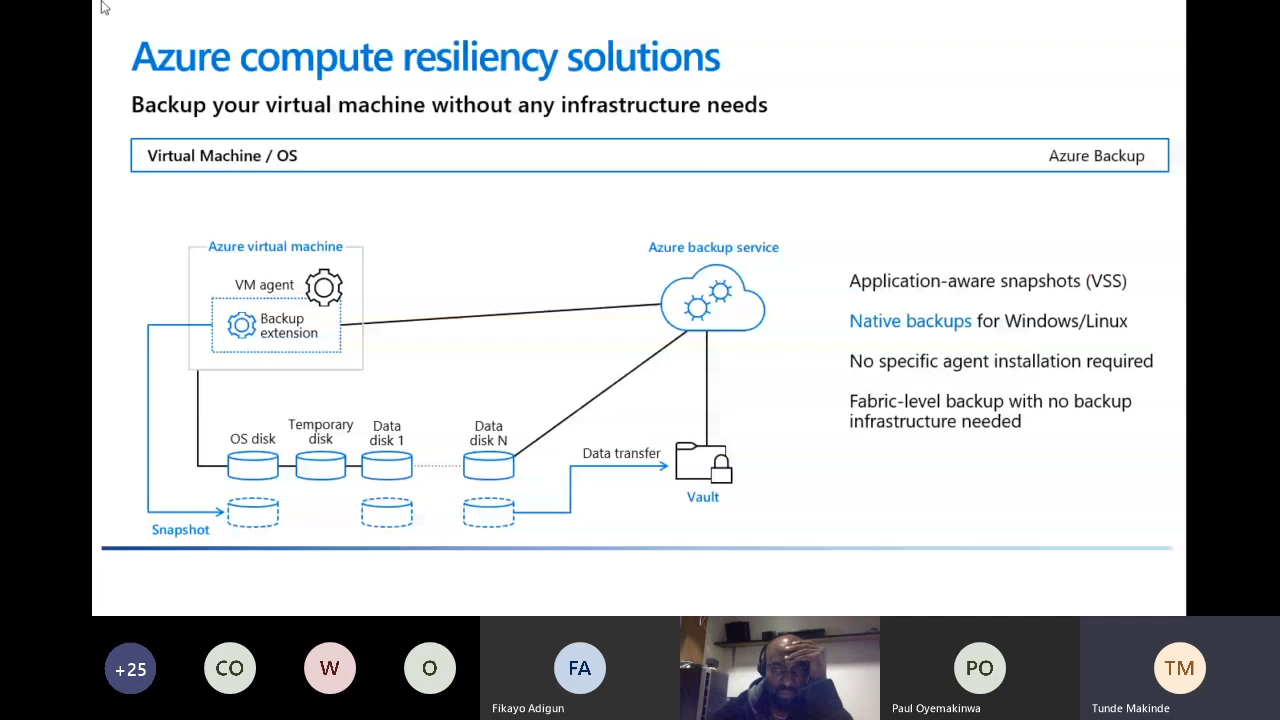 Azure compute resiliency solutions
Backup your virtual machine without any infrastructure needs
Virtual Machine / OS
Azure Backup
Azure virtual machine
VM agent
Backup
extension
Azure backup service
Application-aware snapshots (VSS)
Native backups for Windows/Linux
No specific agent installation required
Fabric-level backup with no backup
infrastructure needed
OS disk
Temporary
disk
Data
disk 1
Data
disk N
Data transfer
Vault
Snapshot
+25
CO
W
O
FA
Fikayo Adigun
PO
Paul Oyemakinwa
TM
Tunde Makinde